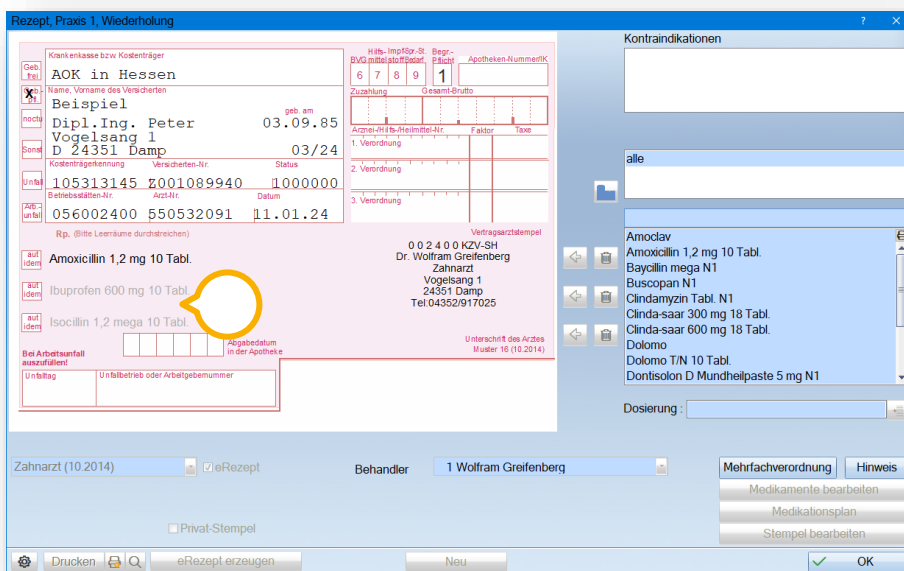 Rezept, Praxis 1, Wiederholung
? ×
Krankenkasse bzw. Kostenträger
AOK in Hessen
Geb. frei
Name, Vorname des Versicherten
X
Geb.-pfl.
Beispiel
geb. am
Dipl.Ing. Peter 03.09.85
noctu
Vogelsang 1
D 24351 Damp 03/24
Sonst
Kostenträgerkennung Versicherten-Nr. Status
105313145 Z001089940 1000000
Unfall
Betriebsstätten-Nr. Arzt-Nr. Datum
056002400 550532091 11.01.24
Arb.-unfall
Hilfs- Impf Spr.-St. Begr.-
BVG mittel stoff Bedarf Pflicht Apotheken-Nummer/IK
6 7 8 9 1
Zuzahlung Gesamt-Brutto
Arznei-/Hilfs-/Heilmittel-Nr. Faktor Taxe
1. Verordnung
2. Verordnung
3. Verordnung
Rp. (Bitte Leerräume durchstreichen)
Vertragsarztstempel
aut idem
Amoxicillin 1,2 mg 10 Tabl.
aut idem
Ibuprofen 600 mg 10 Tabl.
aut idem
Isocillin 1,2 mega 10 Tabl.
0 0 2 4 0 0 KZV-SH
Dr. Wolfram Greifenberg
Zahnarzt
Vogelsang 1
24351 Damp
Tel:04352/917025
Abgabedatum
in der Apotheke
Unterschrift des Arztes
Muster 16 (10.2014)
Bei Arbeitsunfall
auszufüllen!
Unfalltag Unfallbetrieb oder Arbeitgebernummer
Kontraindikationen
alle
Amoclav
Amoxicillin 1,2 mg 10 Tabl.
Baycillin mega N1
Buscopan N1
Clindamyzin Tabl. N1
Clinda-saar 300 mg 18 Tabl.
Clinda-saar 600 mg 18 Tabl.
Dolomo
Dolomo T/N 10 Tabl.
Dontisolon D Mundheilpaste 5 mg N1
Dosierung :
Zahnarzt (10.2014)
eRezept
Behandler
1 Wolfram Greifenberg
Mehrfachverordnung
Hinweis
Medikamente bearbeiten
Medikationsplan
Privat-Stempel
Stempel bearbeiten
Drucken
eRezept erzeugen
Neu
OK